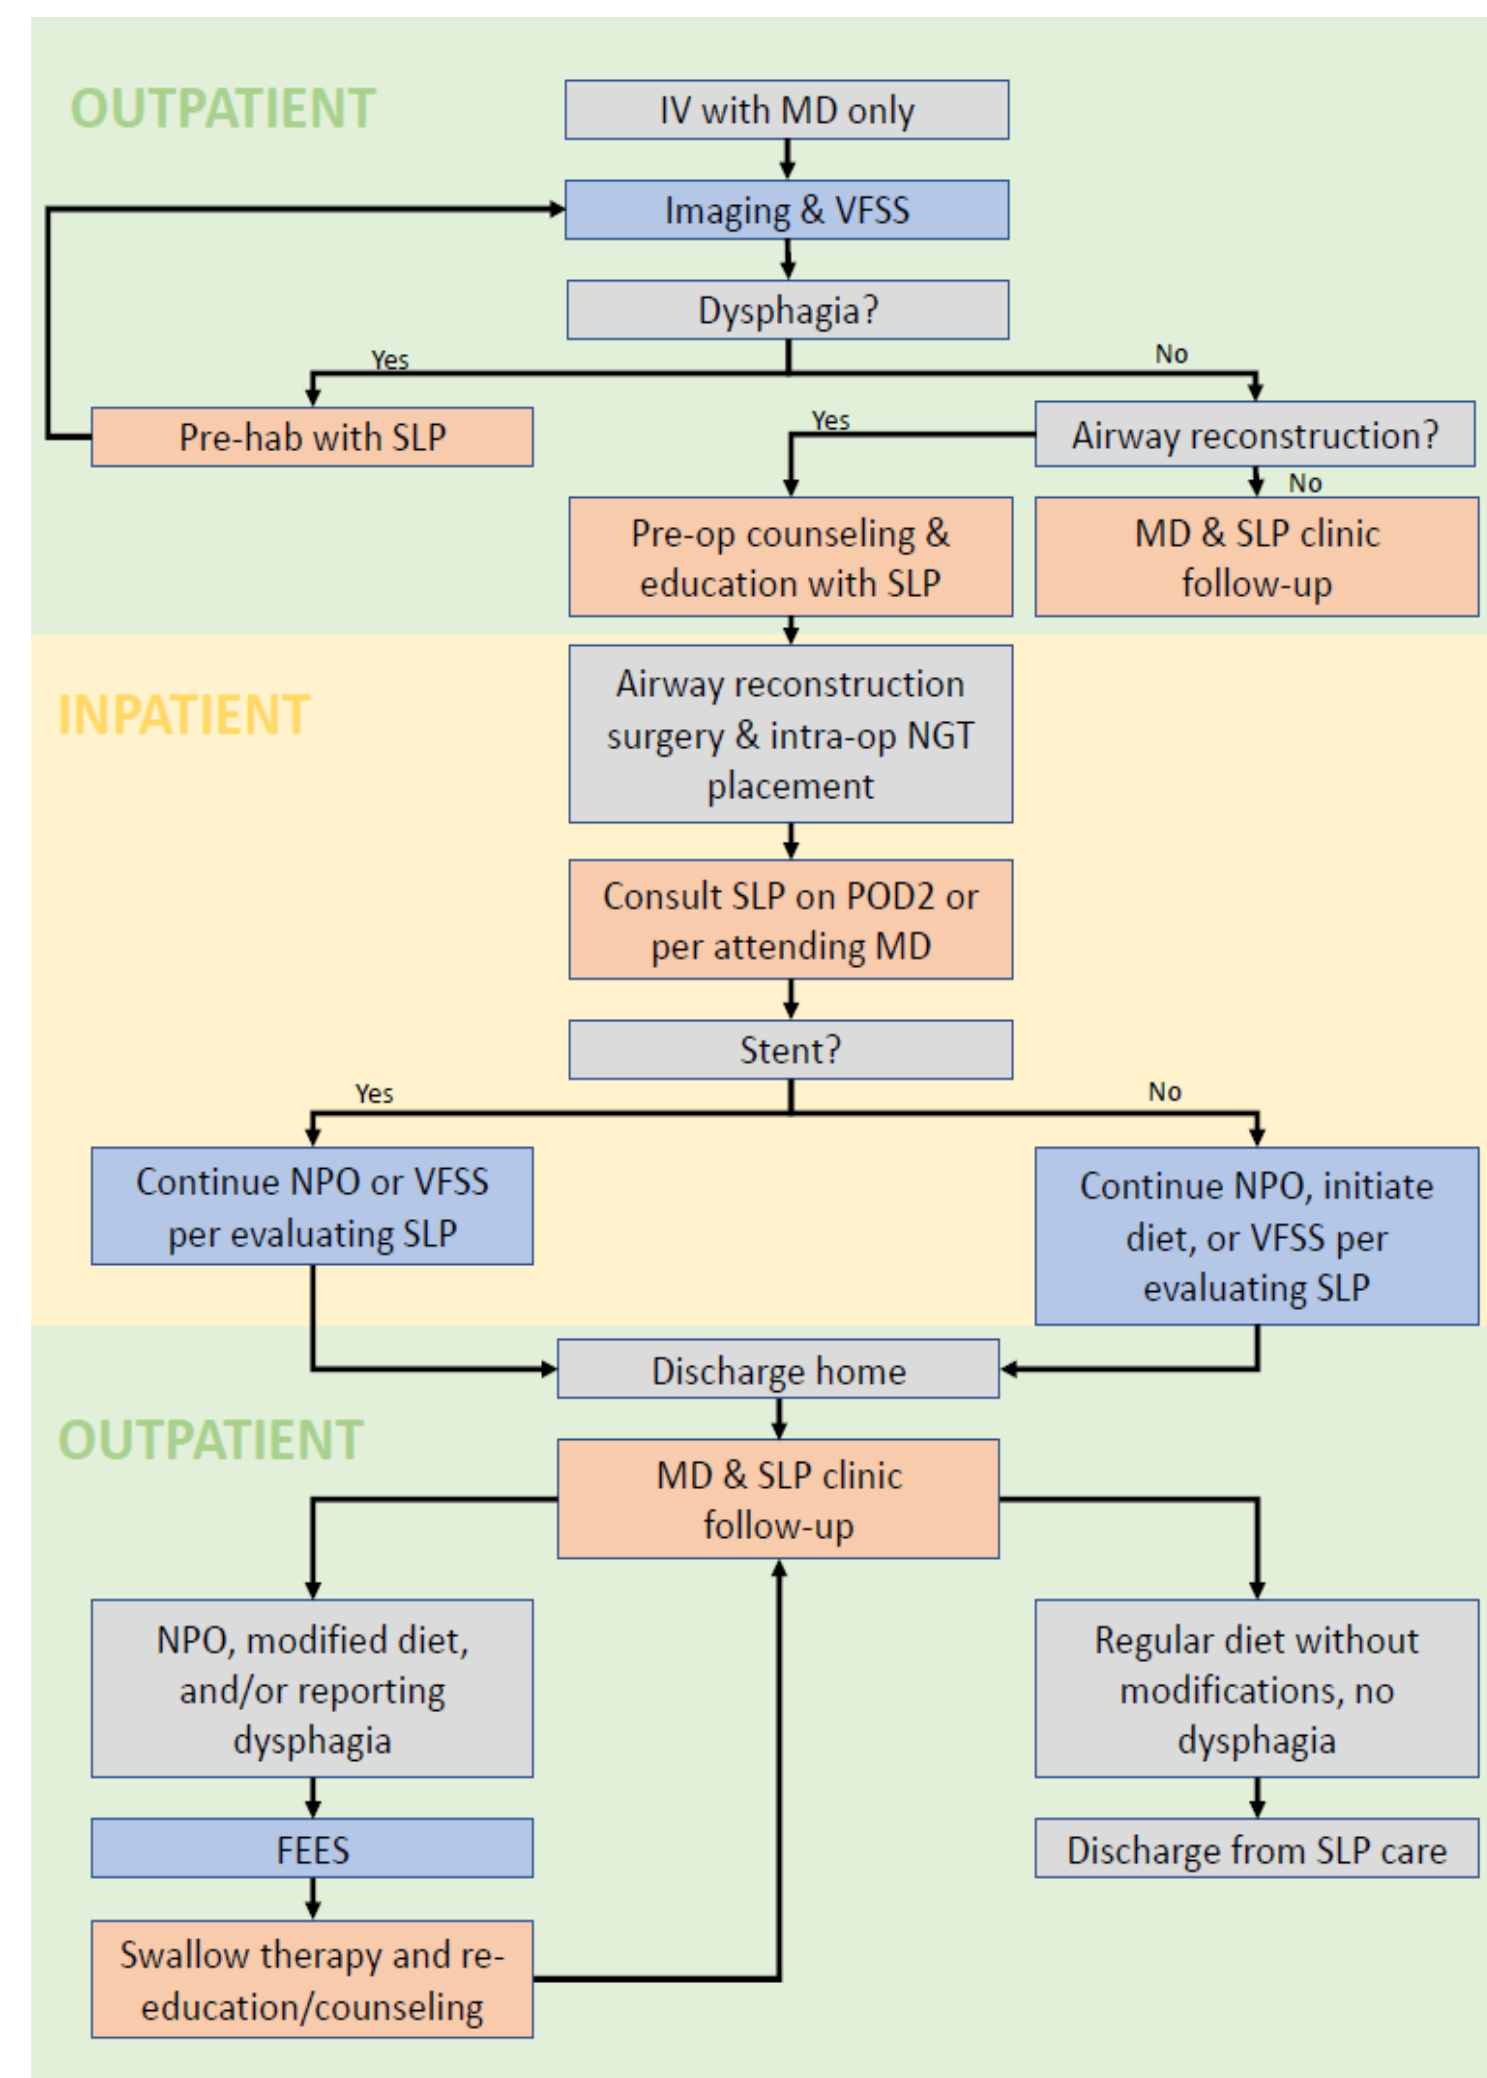 OUTPATIENT
IV with MD only
Imaging & VFSS
Dysphagia?
Yes
No
Pre-hab with SLP
Yes
Airway reconstruction?
No
Pre-op counseling &
education with SLP
MD & SLP clinic
follow-up
INPATIENT
Airway reconstruction
surgery & intra-op NGT
placement
Consult SLP on POD2 or
per attending MD
Stent?
Yes
No
Continue NPO or VFSS
per evaluating SLP
Continue NPO, initiate
diet, or VFSS per
evaluating SLP
Discharge home
OUTPATIENT
MD & SLP clinic
follow-up
NPO, modified diet,
and/or reporting
dysphagia
Regular diet without
modifications, no
dysphagia
FEES
Discharge from SLP care
Swallow therapy and re-
education/counseling